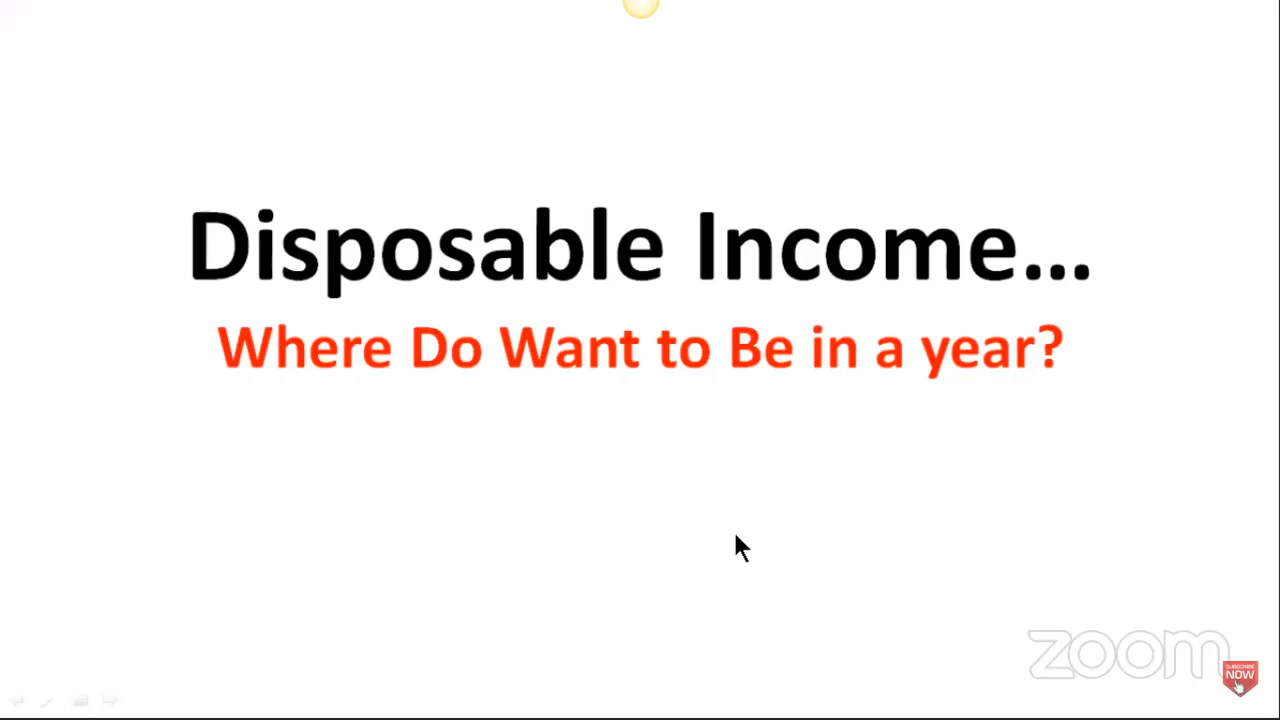 Disposable Income...
Where Do Want to Be in a year?
zoom
SUBSCRIBE
NOW